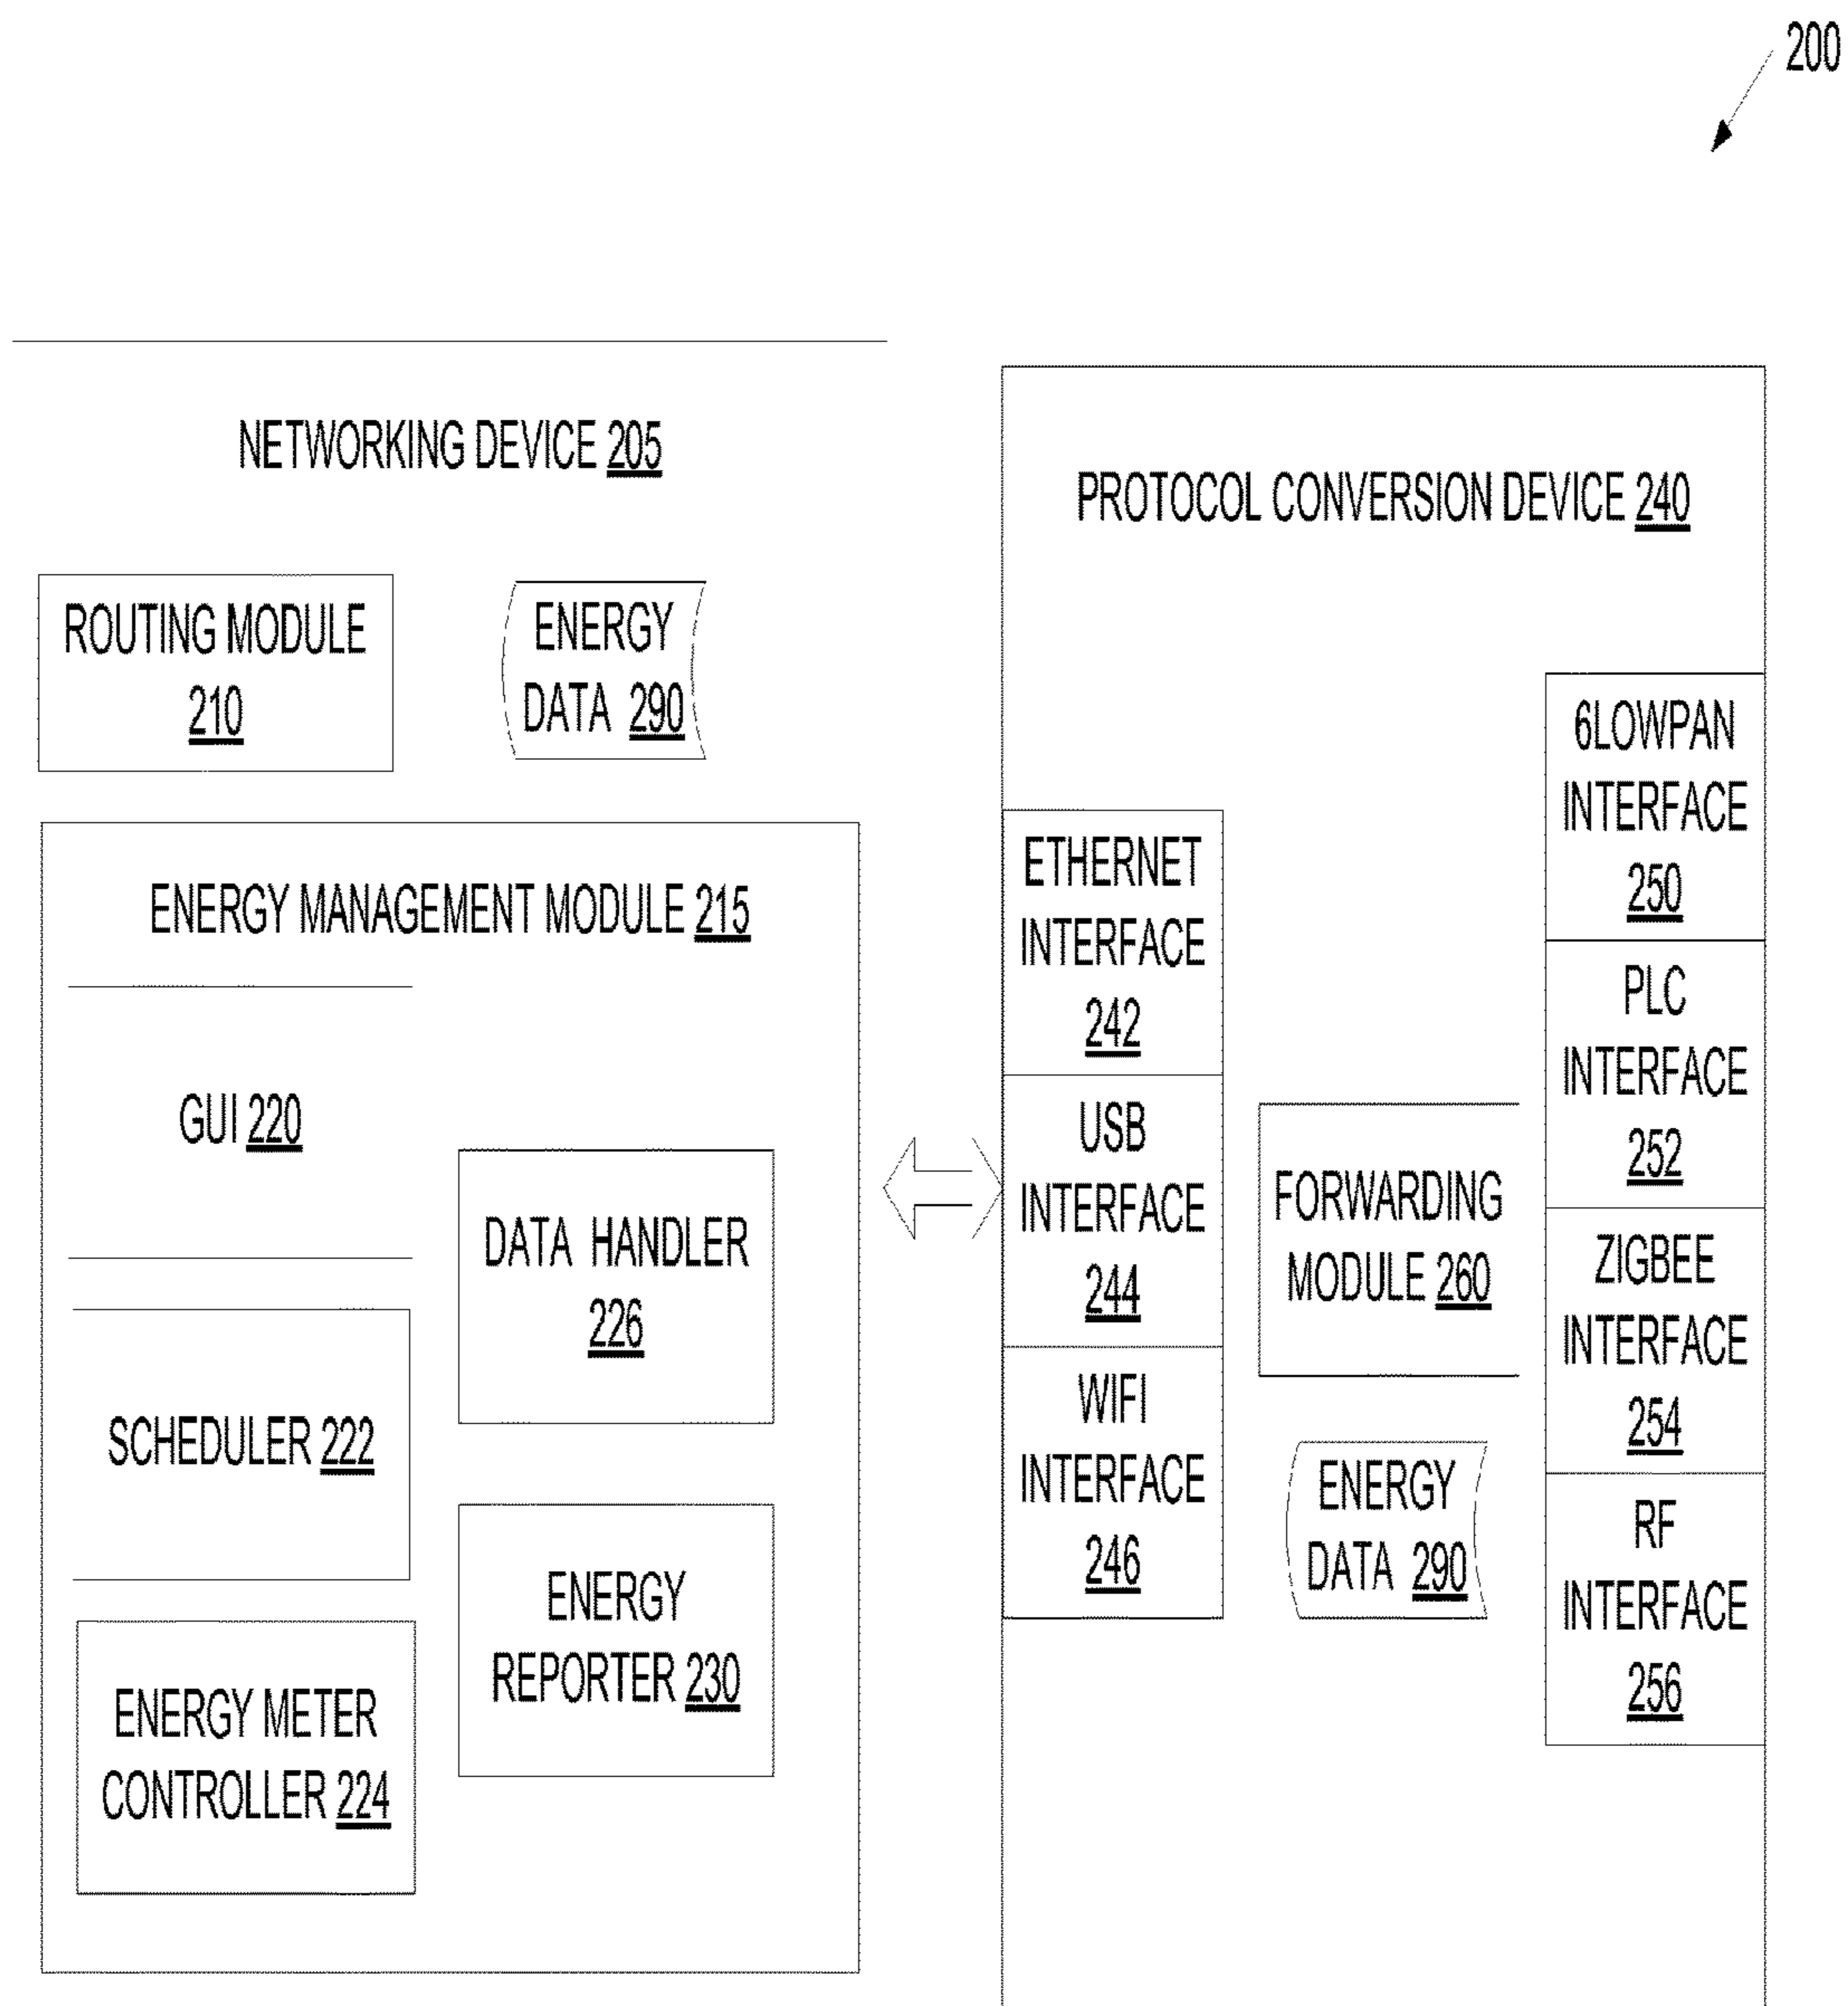 200
NETWORKING DEVICE 205
ROUTING MODULE
210
ENERGY
DATA 290
ENERGY MANAGEMENT MODULE 215
GUI 220
SCHEDULER 222
ENERGY METER
CONTROLLER 224
DATA HANDLER
226
ENERGY
REPORTER 230
PROTOCOL CONVERSION DEVICE 240
ETHERNET
INTERFACE
242
USB
INTERFACE
244
WIFI
INTERFACE
246
FORWARDING
MODULE 260
ENERGY
DATA 290
6LOWPAN
INTERFACE
250
PLC
INTERFACE
252
ZIGBEE
INTERFACE
254
RF
INTERFACE
256